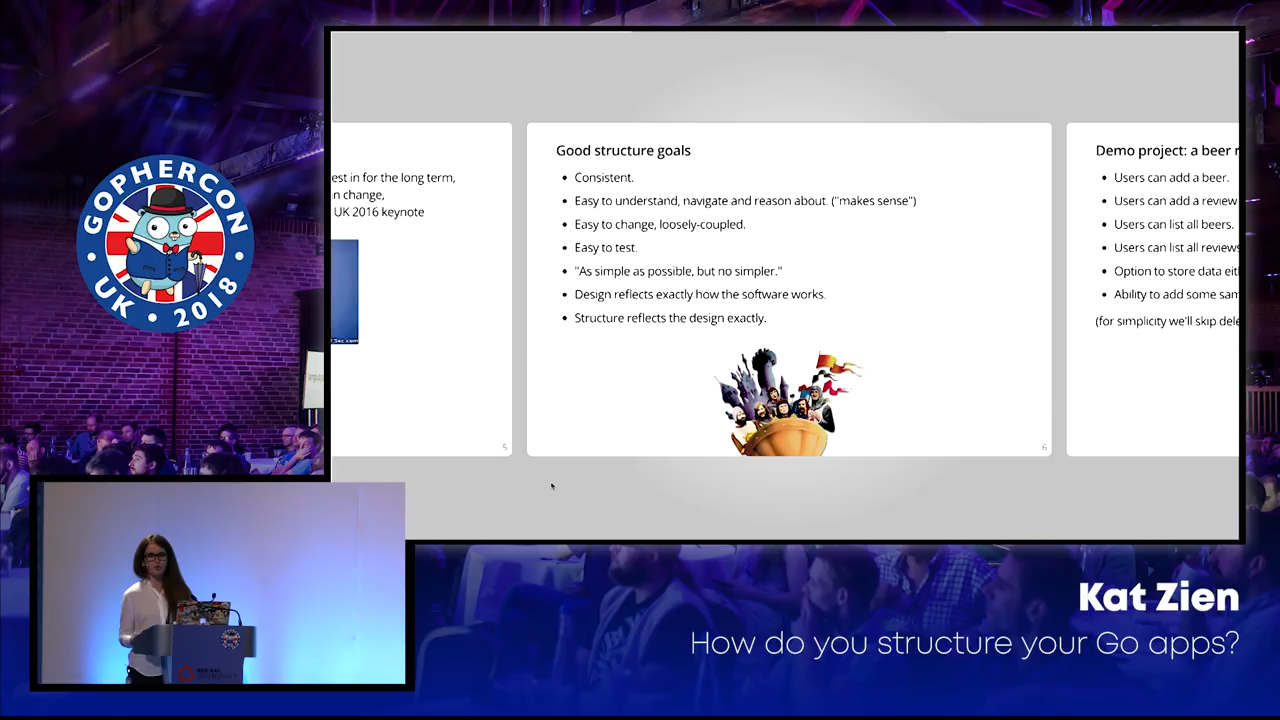 GOPHERCON
UK • 2018
est in for the long term,
n change,
UK 2016 keynote
5
Good structure goals
• Consistent.
• Easy to understand, navigate and reason about. ("makes sense")
• Easy to change, loosely-coupled.
• Easy to test.
• "As simple as possible, but no simpler."
• Design reflects exactly how the software works.
• Structure reflects the design exactly.
6
Demo project: a beer r
• Users can add a beer.
• Users can add a review
• Users can list all beers.
• Users can list all reviews
• Option to store data eit
• Ability to add some sam
(for simplicity we'll skip dele
Kat Zien
How do you structure your Go apps?